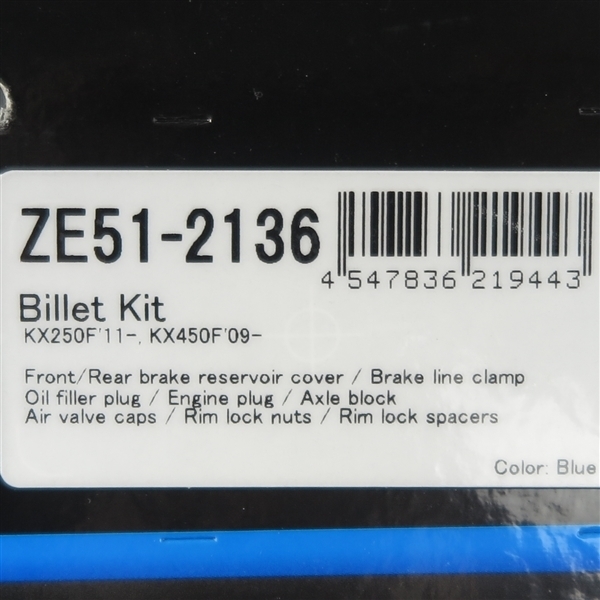 ZE51-2136
4 547836 219443
Billet Kit
KX250F'11-, KX450F'09-
Front/Rear brake reservoir cover / Brake line clamp
Oil filler plug / Engine plug / Axle block
Air valve caps / Rim lock nuts / Rim lock spacers
Color: Blue